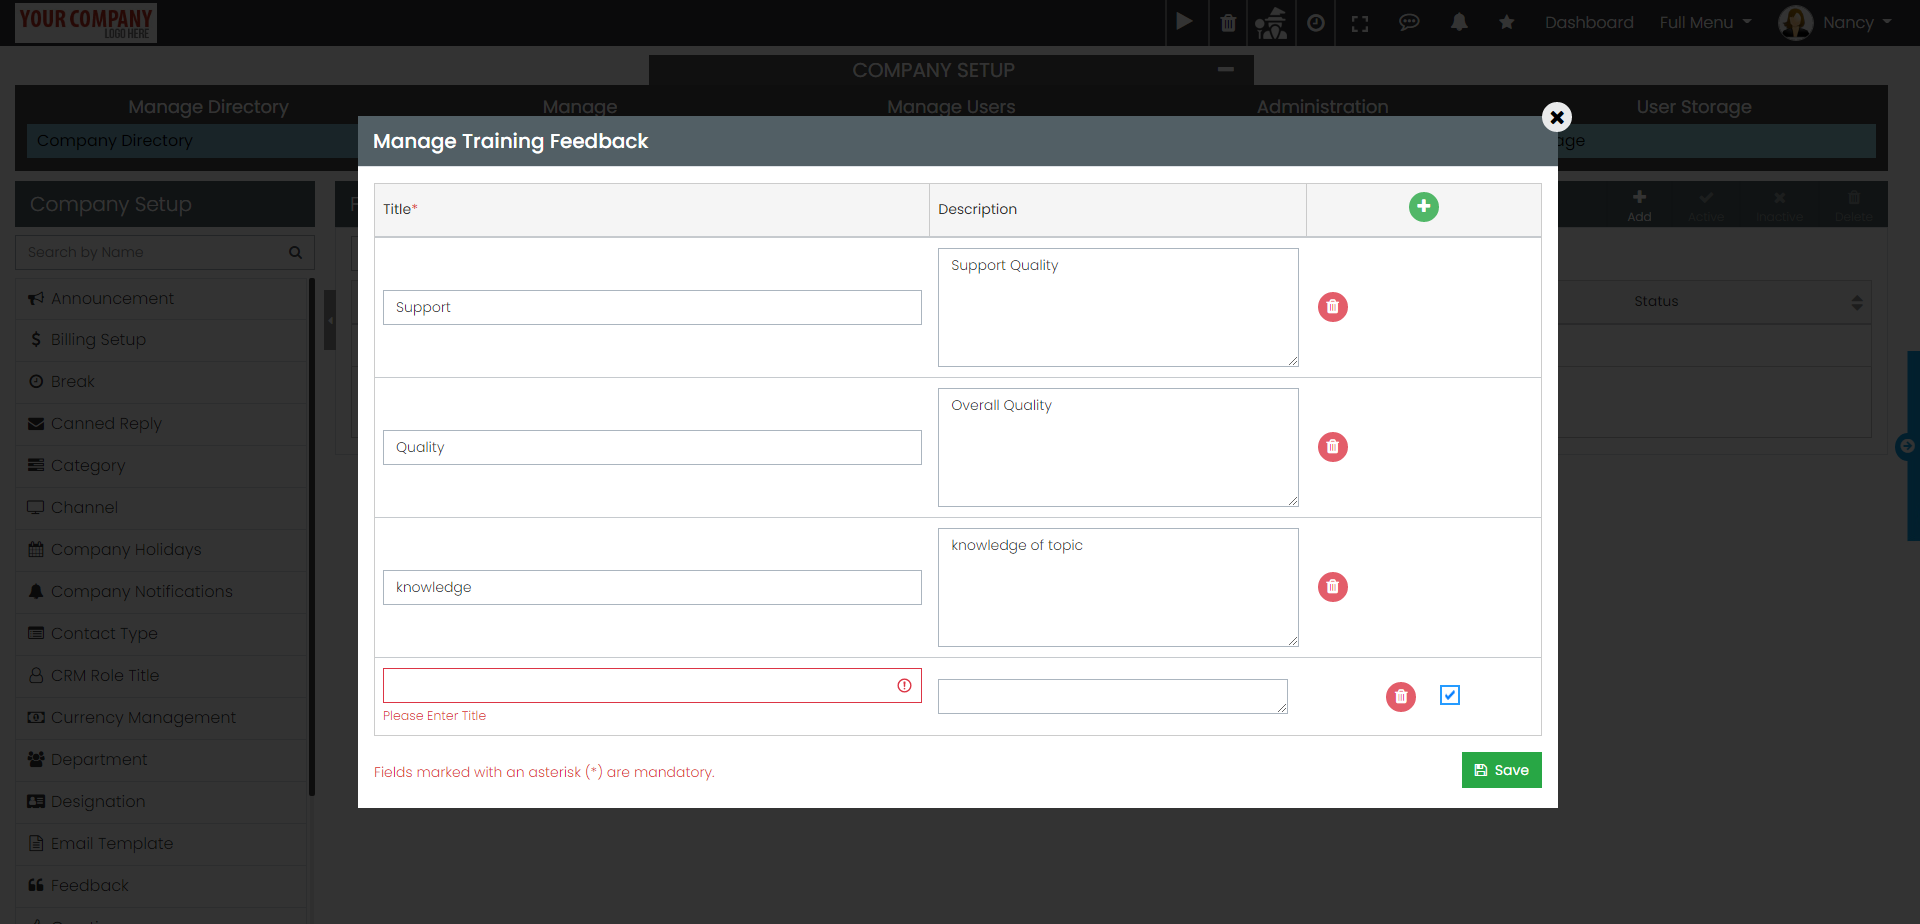 YOUR COMPANY
LOGO HERE
Dashboard
Full Menu
Nancy
COMPANY SETUP
Manage Directory
Manage
Manage Users
Administration
User Storage
Company Directory
Manage Training Feedback
Company Setup
Add
Active
Inactive
Delete
Title*
Description
Search by Name
Support
Support Quality
Status
Announcement
Billing Setup
Break
Quality
Overall Quality
Canned Reply
Category
Channel
Company Holidays
knowledge
knowledge of topic
Company Notifications
Contact Type
CRM Role Title
Currency Management
Please Enter Title
Department
Fields marked with an asterisk (*) are mandatory.
Save
Designation
Email Template
Feedback